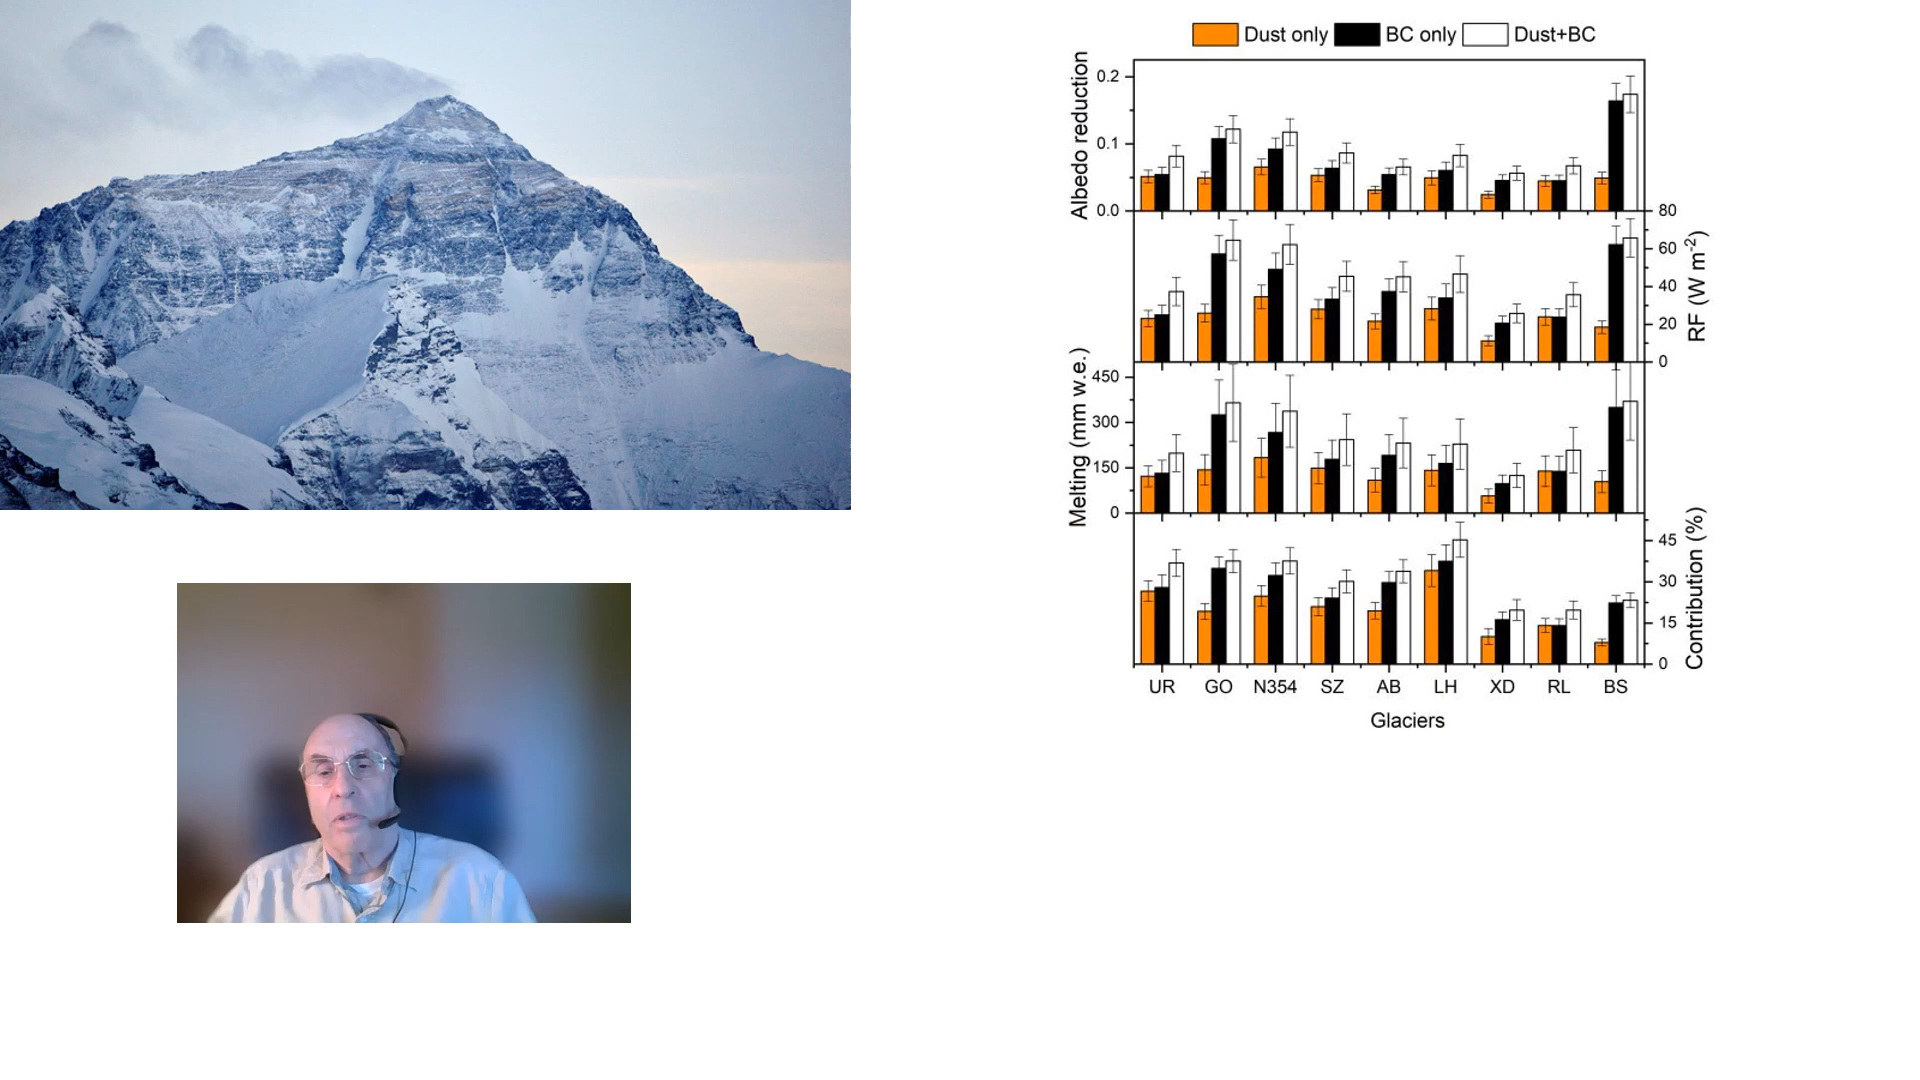 Dust only BC only Dust+BC
Albedo reduction
0.2
0.1
0.0
80
60
40
20
0
RF (W m-2)
Melting (mm w.e.)
450
300
150
0
45
30
15
0
Contribution (%)
UR GO N354 SZ AB LH XD RL BS
Glaciers